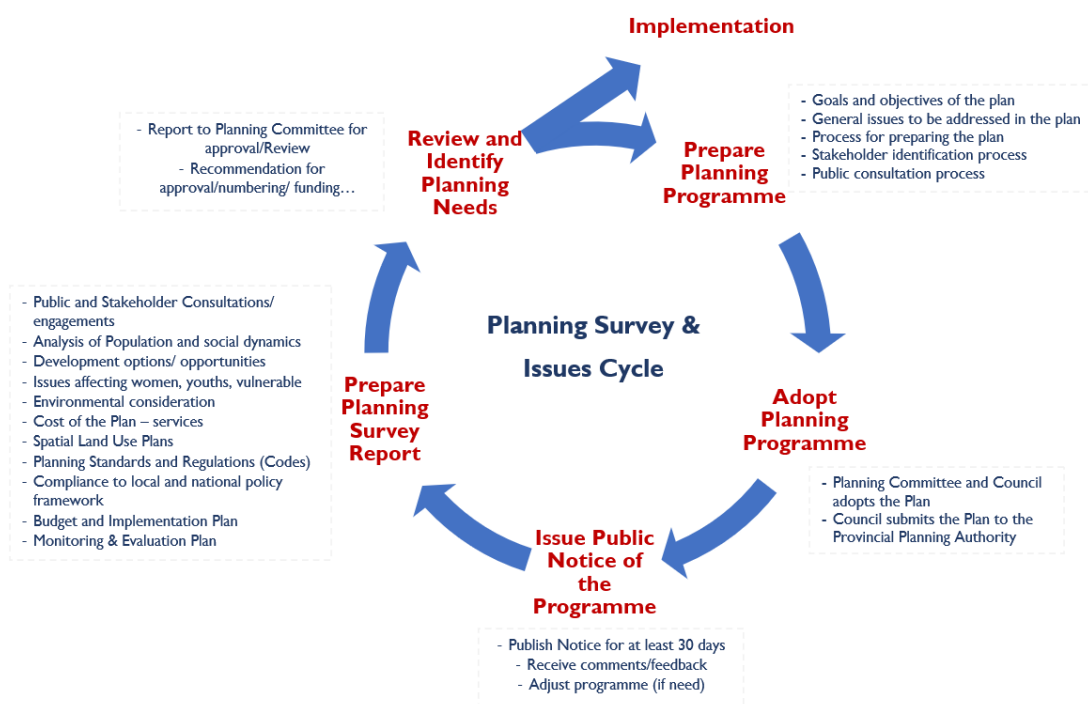 Implementation
- Goals and objectives of the plan
- General issues to be addressed in the plan
- Process for preparing the plan
- Stakeholder identification process
- Public consultation process
Prepare
Planning
Programme
- Report to Planning Committee for
approval/Review
- Recommendation for
approval/numbering/ funding…
Review and
Identify
Planning
Needs
Planning Survey &
Issues Cycle
Adopt
Planning
Programme
- Planning Committee and Council
adopts the Plan
- Council submits the Plan to the
Provincial Planning Authority
Issue Public
Notice of
the
Programme
- Publish Notice for at least 30 days
- Receive comments/feedback
- Adjust programme (if need)
Prepare
Planning
Survey
Report
- Public and Stakeholder Consultations/
engagements
- Analysis of Population and social dynamics
- Development options/ opportunities
- Issues affecting women, youths, vulnerable
- Environmental consideration
- Cost of the Plan – services
- Spatial Land Use Plans
- Planning Standards and Regulations (Codes)
- Compliance to local and national policy
framework
- Budget and Implementation Plan
- Monitoring & Evaluation Plan